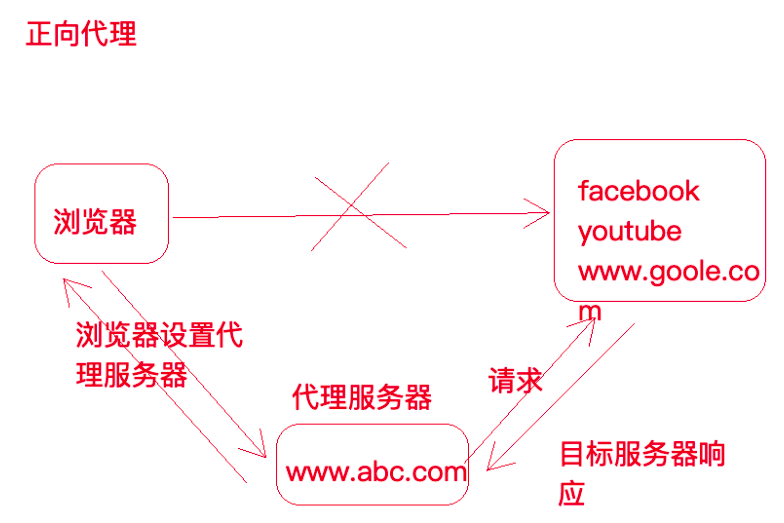 正向代理
浏览器
facebook
youtube
www.goole.co
m
浏览器设置代
理服务器
请求
代理服务器
www.abc.com
目标服务器响
应